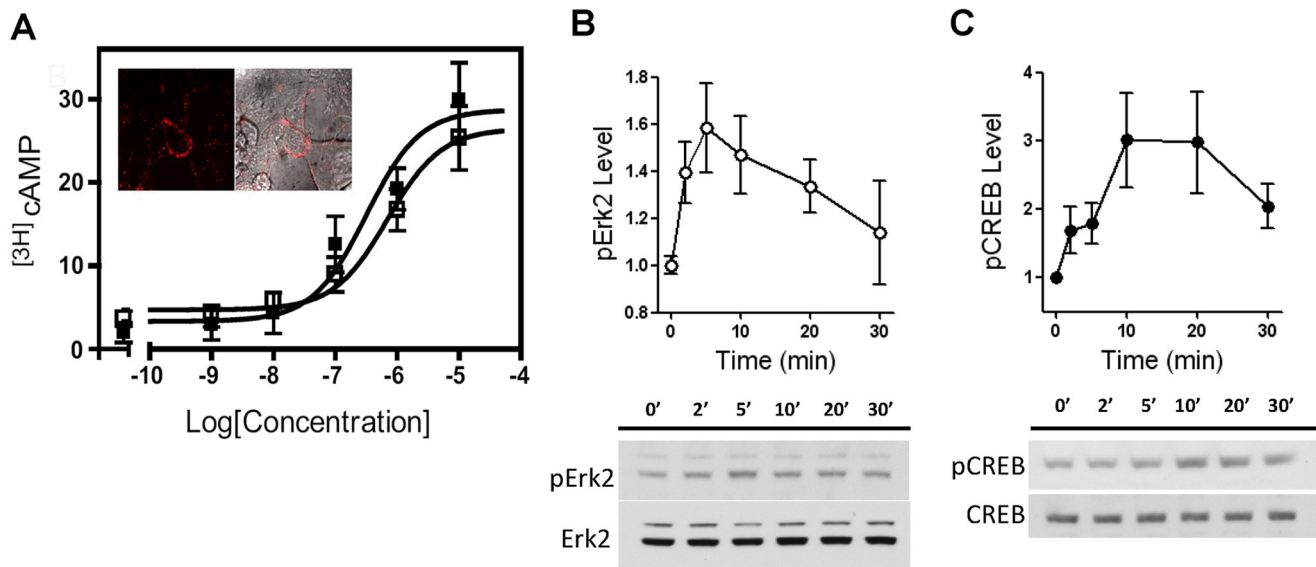 A
B
30
20
10
0
[3H] cAMP
-10 -9 -8 -7 -6 -5 -4
Log[Concentration]
B
1.8
1.6
1.4
1.2
1.0
0.8
pErk2 Level
0 10 20 30
Time (min)
0’ 2’ 5’ 10’ 20’ 30’
pErk2
Erk2
C
4
3
2
1
pCREB Level
0 10 20 30
Time (min)
0’ 2’ 5’ 10’ 20’ 30’
pCREB
CREB